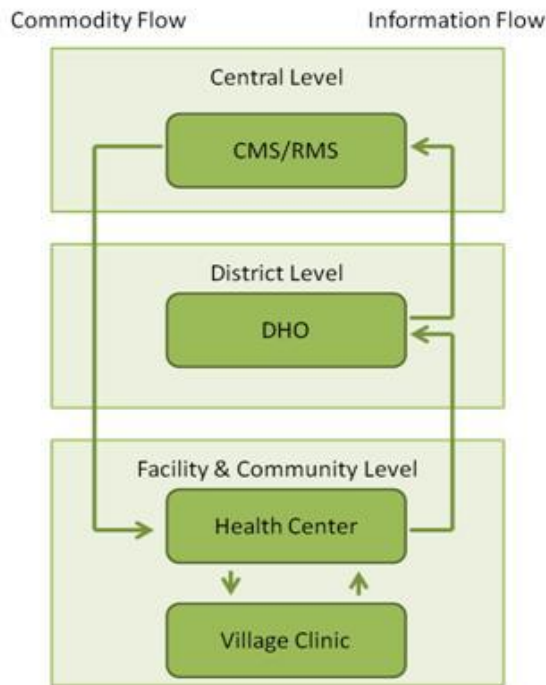 Commodity Flow
Information Flow
Central Level
CMS/RMS
District Level
DHO
Facility & Community Level
Health Center
Village Clinic